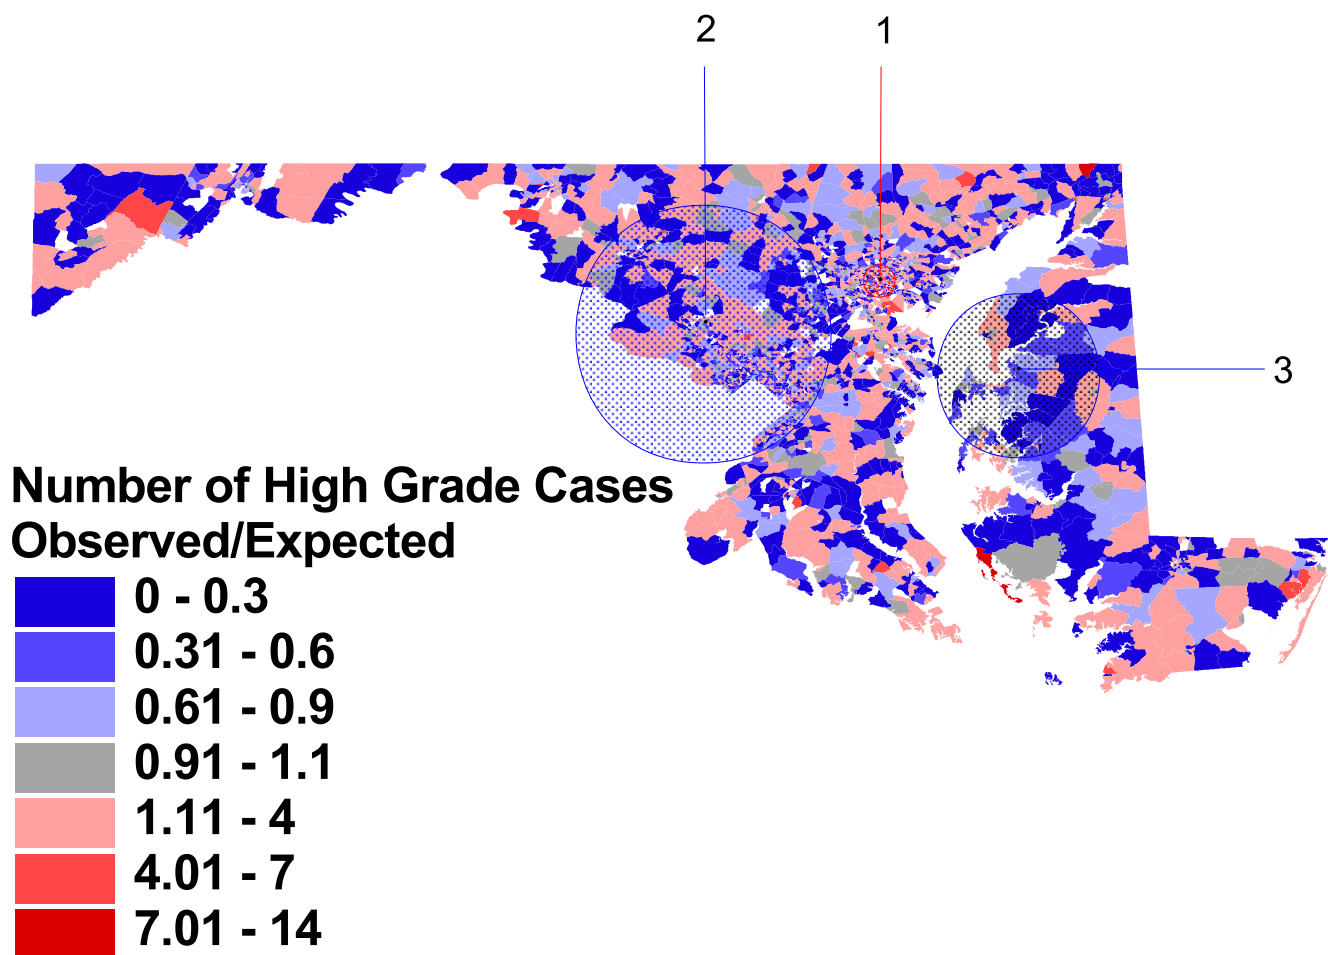 2
1
3
Number of High Grade Cases
Observed/Expected
0 - 0.3
0.31 - 0.6
0.61 - 0.9
0.91 - 1.1
1.11 - 4
4.01 - 7
7.01 - 14